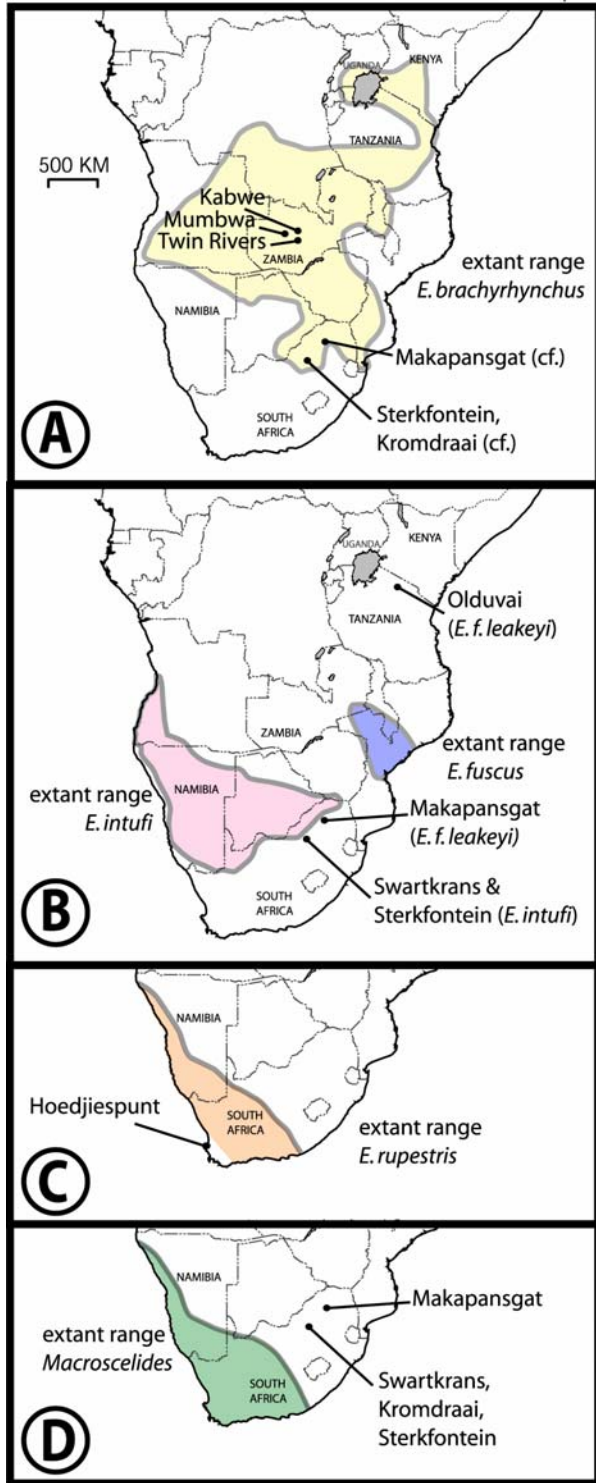 UGANDA
KENYA
TANZANIA
500 KM
Kabwe
Mumbwa
Twin Rivers
ZAMBIA
extant range
E. brachyrhynchus
NAMIBIA
Makapansgat (cf.)
Sterkfontein,
Kromdraai (cf.)
SOUTH
AFRICA
A
UGANDA
KENYA
Olduvai
(E. f. leakeyi)
TANZANIA
ZAMBIA
extant range
E. fuscus
NAMIBIA
extant range
E. intufi
Makapansgat
(E. f. leakeyi)
Swartkrans &
Sterkfontein (E. intufi)
SOUTH
AFRICA
B
NAMIBIA
Hoedjiespunt
SOUTH
AFRICA
extant range
E. rupestris
C
NAMIBIA
Makapansgat
extant range
Macroscelides
SOUTH
AFRICA
Swartkrans,
Kromdraai,
Sterkfontein
D